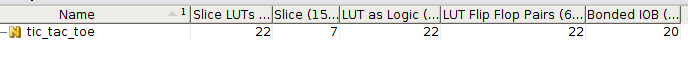 Name 1 Slice LUTs ... Slice (15... LUT as Logic (... LUT Flip Flop Pairs (6... Bonded IOB (...
N tic_tac_toe 22 7 22 22 20